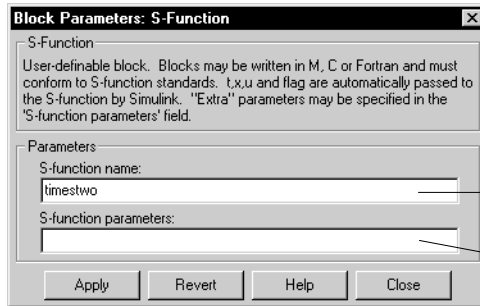 Block Parameters: S-Function
S-Function
User-definable block. Blocks may be written in M, C or Fortran and must
conform to S-function standards. t,x,u and flag are automatically passed to
the S-function by Simulink. "Extra" parameters may be specified in the
'S-function parameters' field.
Parameters
S-function name:
timestwo
S-function parameters:
Apply Revert Help Close